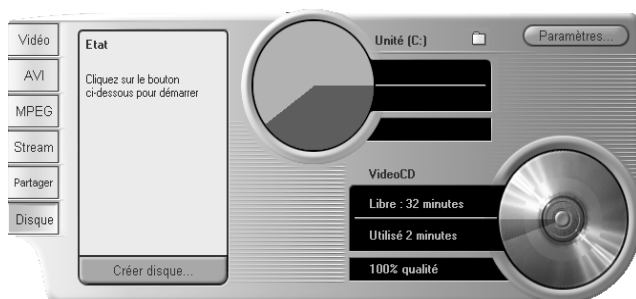 Vidéo
AVI
MPEG
Stream
Partager
Disque
Etat
Cliquez sur le bouton
ci-dessous pour démarrer
Créer disque...
Unité (C:)
Paramètres...
VideoCD
Libre : 32 minutes
Utilisé 2 minutes
100% qualité